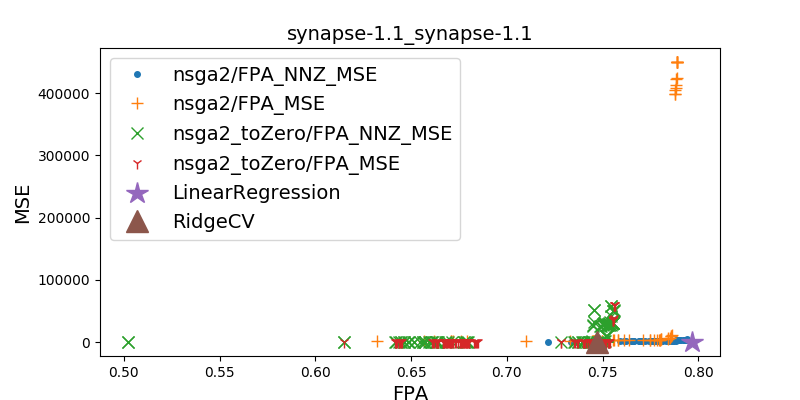 synapse-1.1_synapse-1.1
nsga2/FPA_NNZ_MSE
nsga2/FPA_MSE
nsga2_toZero/FPA_NNZ_MSE
nsga2_toZero/FPA_MSE
LinearRegression
RidgeCV
MSE
400000
300000
200000
100000
0
0.50 0.55 0.60 0.65 0.70 0.75 0.80
FPA